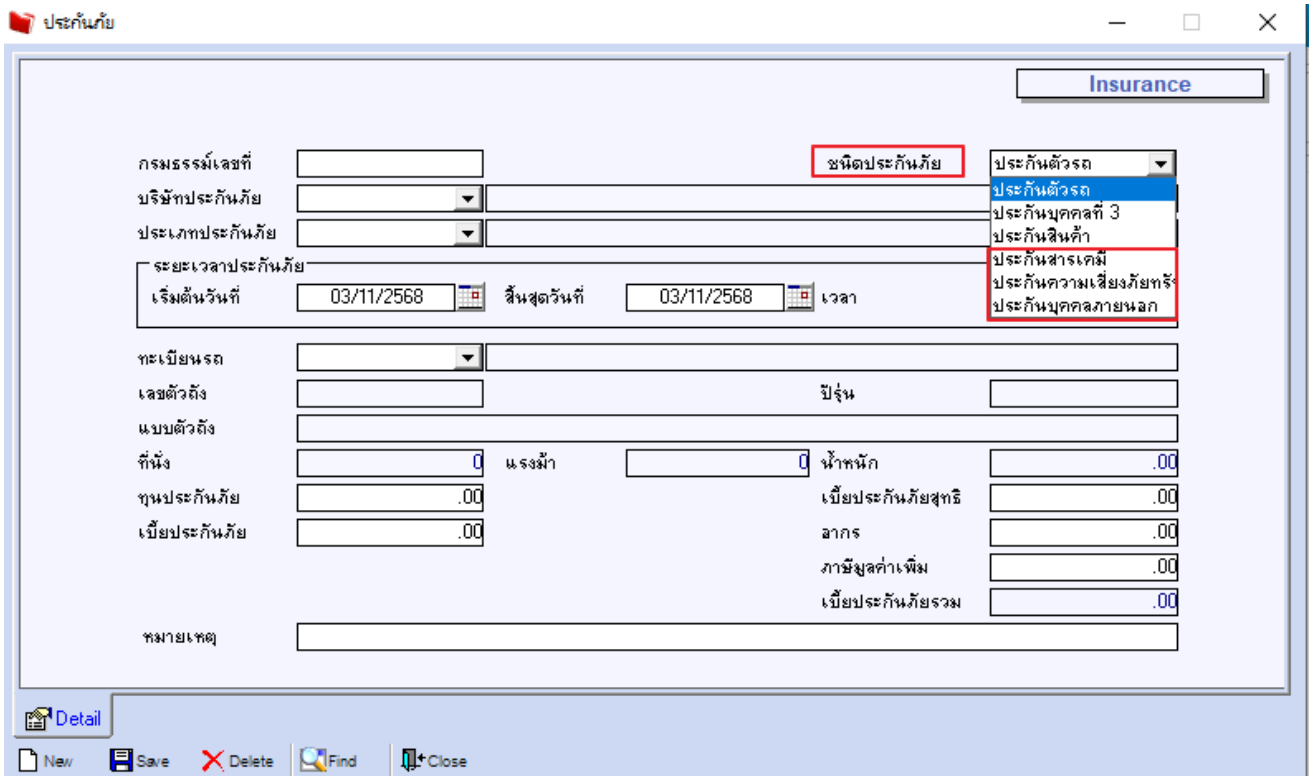 ประกันภัย
Insurance
กรมธรรม์เลขที่ ชนิดประกันภัย ประกันตัวรถ
บริษัทประกันภัย ประกันตัวรถ
ประกันบุคคลที่ 3
ประเภทประกันภัย ประกันสินค้า
ระยะเวลาประกันภัย ประกันสารเคมี
เริ่มต้นวันที่ 03/11/2568 สิ้นสุดวันที่ 03/11/2568 เวลา ประกันความเสี่ยงภัยทรั
ประกันบุคคลภายนอก
ทะเบียนรถ
เลขตัวถัง ปีรุ่น
แบบตัวถัง
ที่นั่ง 0 แรงม้า 0 น้ำหนัก .00
ทุนประกันภัย .00 เบี้ยประกันภัยสุทธิ .00
เบี้ยประกันภัย .00 อากร .00
ภาษีมูลค่าเพิ่ม .00
เบี้ยประกันภัยรวม .00
หมายเหตุ
Detail
New Save Delete Find Close